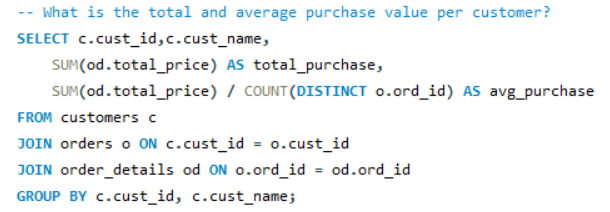 -- What is the total and average purchase value per customer?
SELECT c.cust_id,c.cust_name,
    SUM(od.total_price) AS total_purchase,
    SUM(od.total_price) / COUNT(DISTINCT o.ord_id) AS avg_purchase
FROM customers c
JOIN orders o ON c.cust_id = o.cust_id
JOIN order_details od ON o.ord_id = od.ord_id
GROUP BY c.cust_id, c.cust_name;